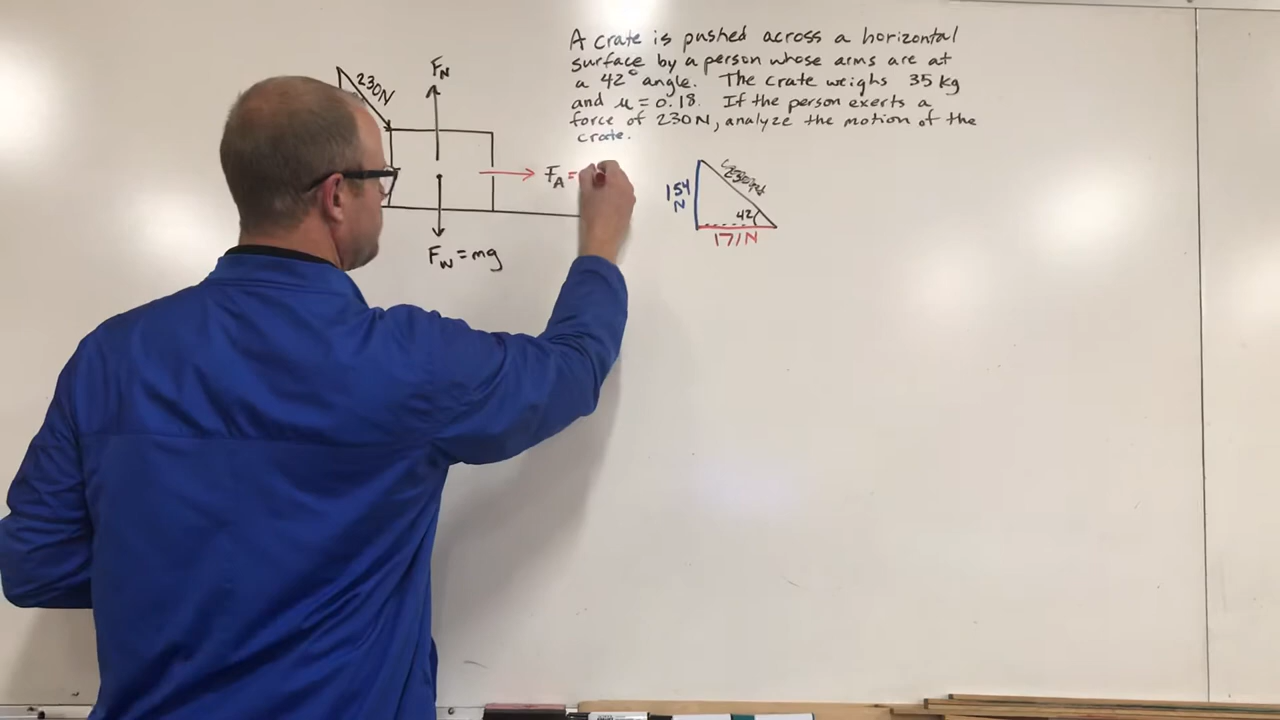 A crate is pushed across a horizontal
surface by a person whose arms are at
a 42° angle. The crate weighs 35 kg
and μ = 0.18. If the person exerts a
force of 230 N, analyze the motion of the
crate.
230N
F_N
F_A =
F_W = mg
154
N
42
171N